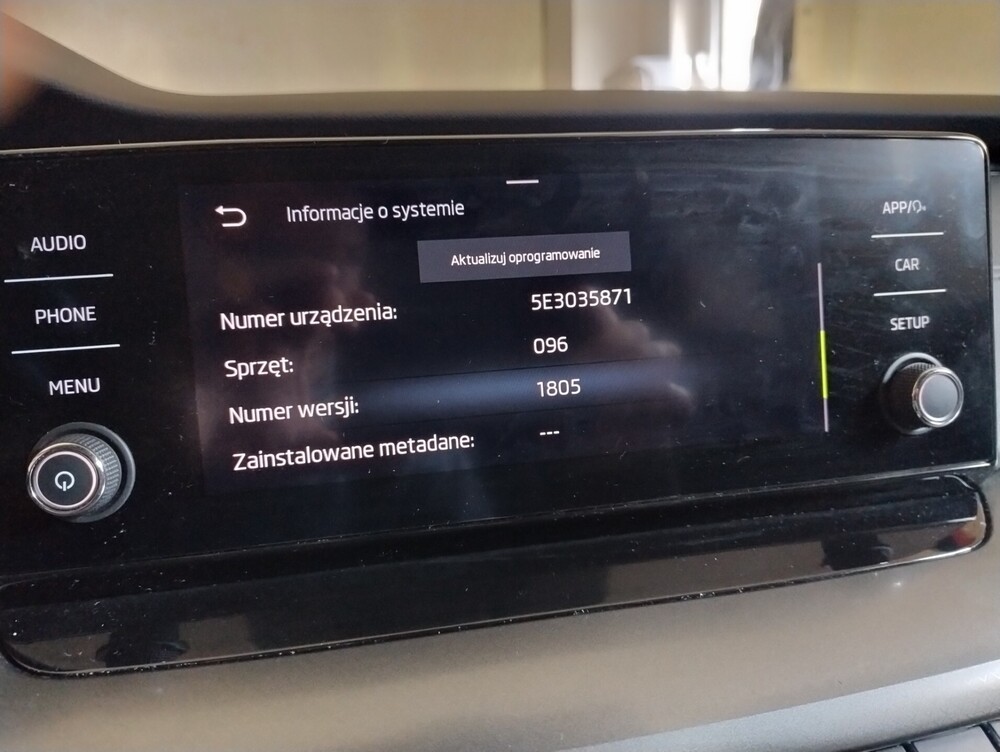 Informacje o systemie
Aktualizuj oprogramowanie
Numer urządzenia: 5E3035871
Sprzęt: 096
Numer wersji: 1805
Zainstalowane metadane: ---
AUDIO
PHONE
MENU
APP/
CAR
SETUP